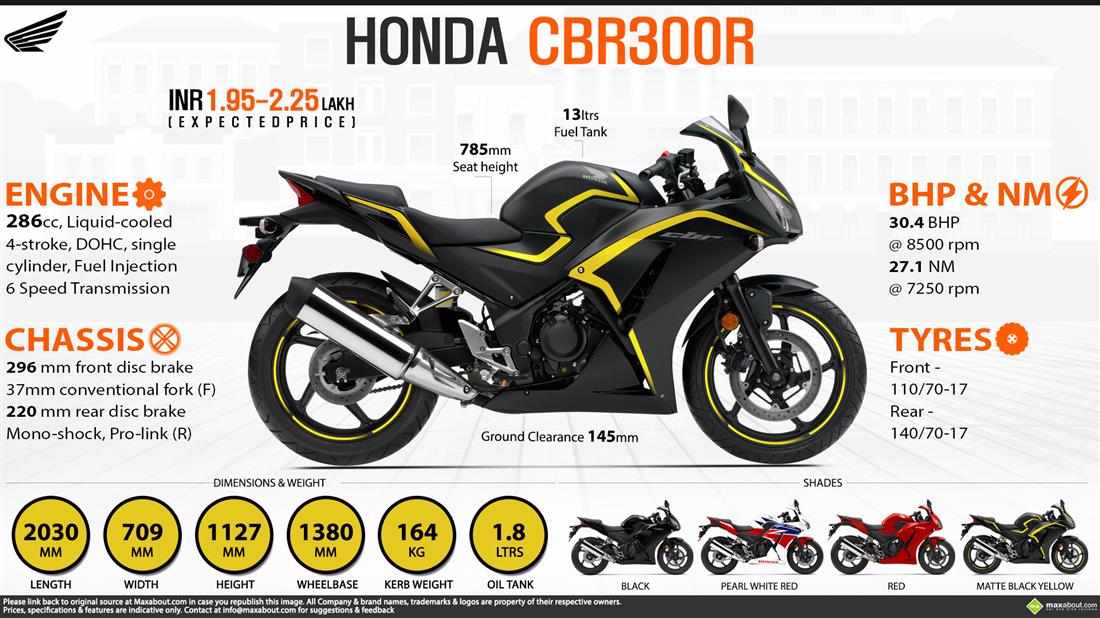 HONDA CBR300R
INR 1.95-2.25 LAKH
(EXPECTED PRICE)
13ltrs
Fuel Tank
785mm
Seat height
HONDA
cbr
ENGINE
286cc, Liquid-cooled
4-stroke, DOHC, single
cylinder, Fuel Injection
6 Speed Transmission
CHASSIS
296 mm front disc brake
37mm conventional fork (F)
220 mm rear disc brake
Mono-shock, Pro-link (R)
BHP & NM
30.4 BHP
@ 8500 rpm
27.1 NM
@ 7250 rpm
TYRES
Front -
110/70-17
Rear -
140/70-17
Ground Clearance 145mm
DIMENSIONS & WEIGHT
2030
MM
LENGTH
709
MM
WIDTH
1127
MM
HEIGHT
1380
MM
WHEELBASE
164
KG
KERB WEIGHT
1.8
LTRS
OIL TANK
SHADES
BLACK
HONDA
PEARL WHITE RED
RED
MATTE BLACK YELLOW
Please link back to original source at Maxabout.com in case you republish this image. All Company & brand names, trademarks & logos are property of their respective owners.
Prices, specifications & features are indicative only. Contact at info@maxabout.com for suggestions & feedback
maxabout.com